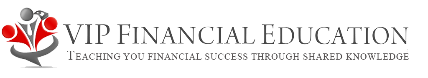 VIP Financial Education
Teaching you financial success through shared knowledge